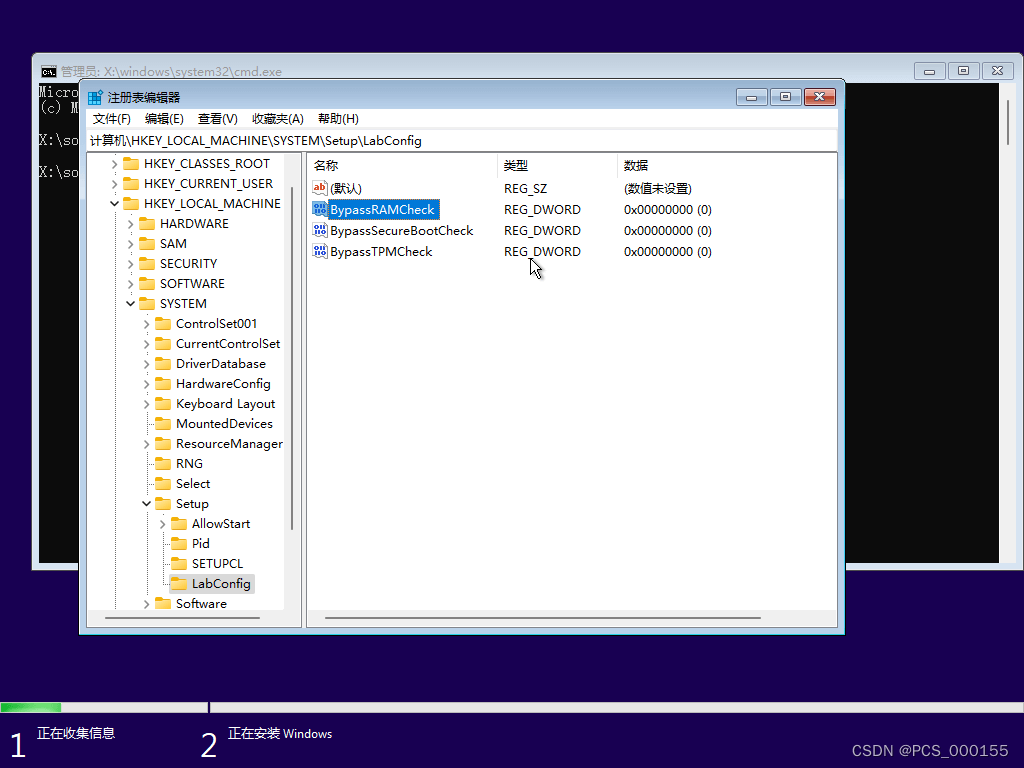 管理员: X:\windows\system32\cmd.exe
Micro
(c) M
X:\so
X:\so
注册表编辑器
文件(F) 编辑(E) 查看(V) 收藏夹(A) 帮助(H)
计算机\HKEY_LOCAL_MACHINE\SYSTEM\Setup\LabConfig
HKEY_CLASSES_ROOT
HKEY_CURRENT_USER
HKEY_LOCAL_MACHINE
HARDWARE
SAM
SECURITY
SOFTWARE
SYSTEM
ControlSet001
CurrentControlSet
DriverDatabase
HardwareConfig
Keyboard Layout
MountedDevices
ResourceManager
RNG
Select
Setup
AllowStart
Pid
SETUPCL
LabConfig
Software
名称 类型 数据
(默认) REG_SZ (数值未设置)
BypassRAMCheck REG_DWORD 0x00000000 (0)
BypassSecureBootCheck REG_DWORD 0x00000000 (0)
BypassTPMCheck REG_DWORD 0x00000000 (0)
1 正在收集信息
2 正在安装 Windows
CSDN @PCS_000155